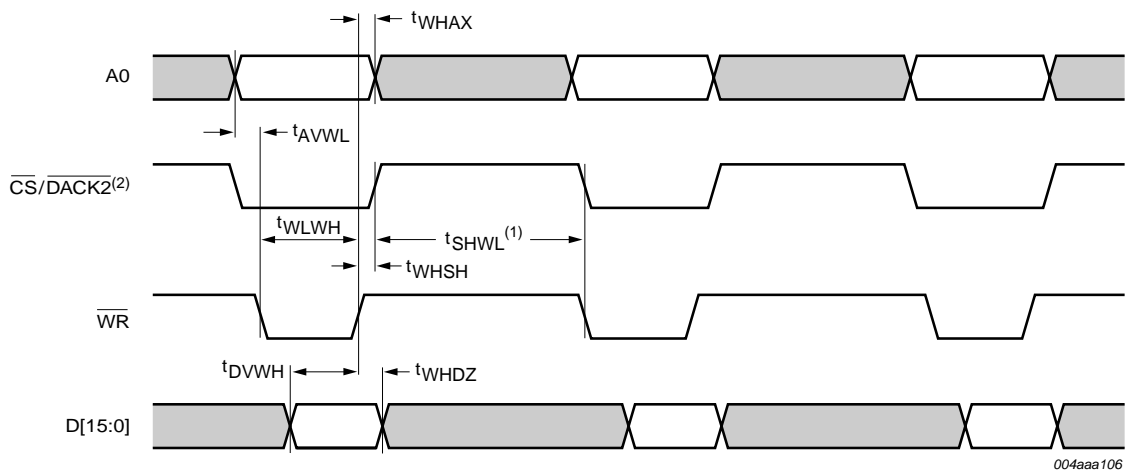 tWHAX
A0
tAVWL
CS/DACK2(2)
tWLWH
tSHWL(1)
tWHSH
WR
tDVWH
tWHDZ
D[15:0]
004aaa106